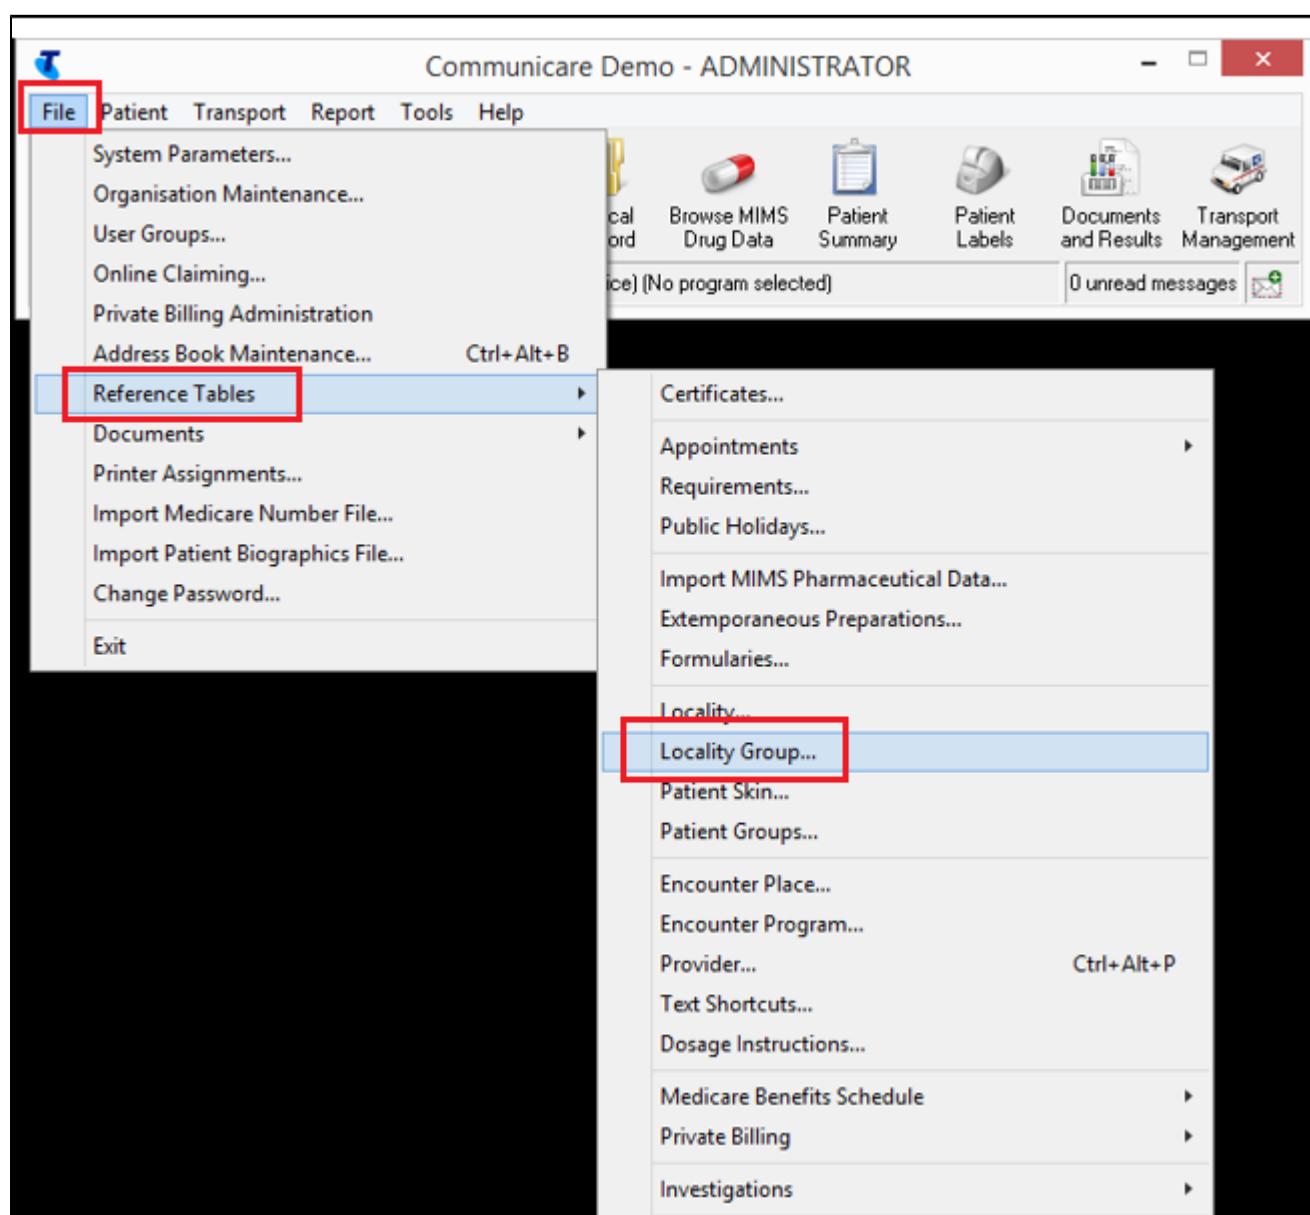 Communicare Demo - ADMINISTRATOR
File Patient Transport Report Tools Help
cal ord
Browse MIMS Drug Data
Patient Summary
Patient Labels
Documents and Results
Transport Management
ice) (No program selected)
0 unread messages
System Parameters...
Organisation Maintenance...
User Groups...
Online Claiming...
Private Billing Administration
Address Book Maintenance... Ctrl+Alt+B
Reference Tables
Documents
Printer Assignments...
Import Medicare Number File...
Import Patient Biographics File...
Change Password...
Exit
Certificates...
Appointments
Requirements...
Public Holidays...
Import MIMS Pharmaceutical Data...
Extemporaneous Preparations...
Formularies...
Locality...
Locality Group...
Patient Skin...
Patient Groups...
Encounter Place...
Encounter Program...
Provider... Ctrl+Alt+P
Text Shortcuts...
Dosage Instructions...
Medicare Benefits Schedule
Private Billing
Investigations